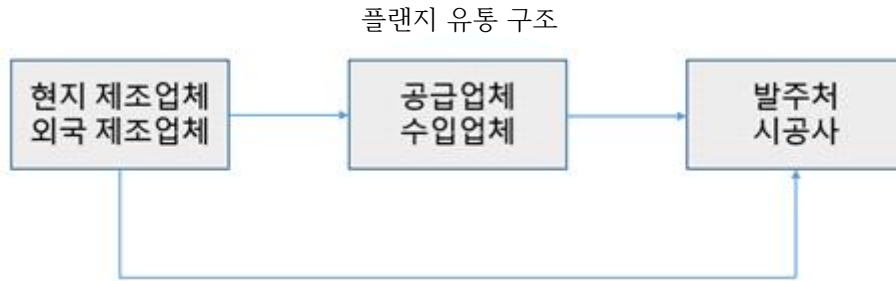 플랜지 유통 구조
현지 제조업체
외국 제조업체
공급업체
수입업체
발주처
시공사